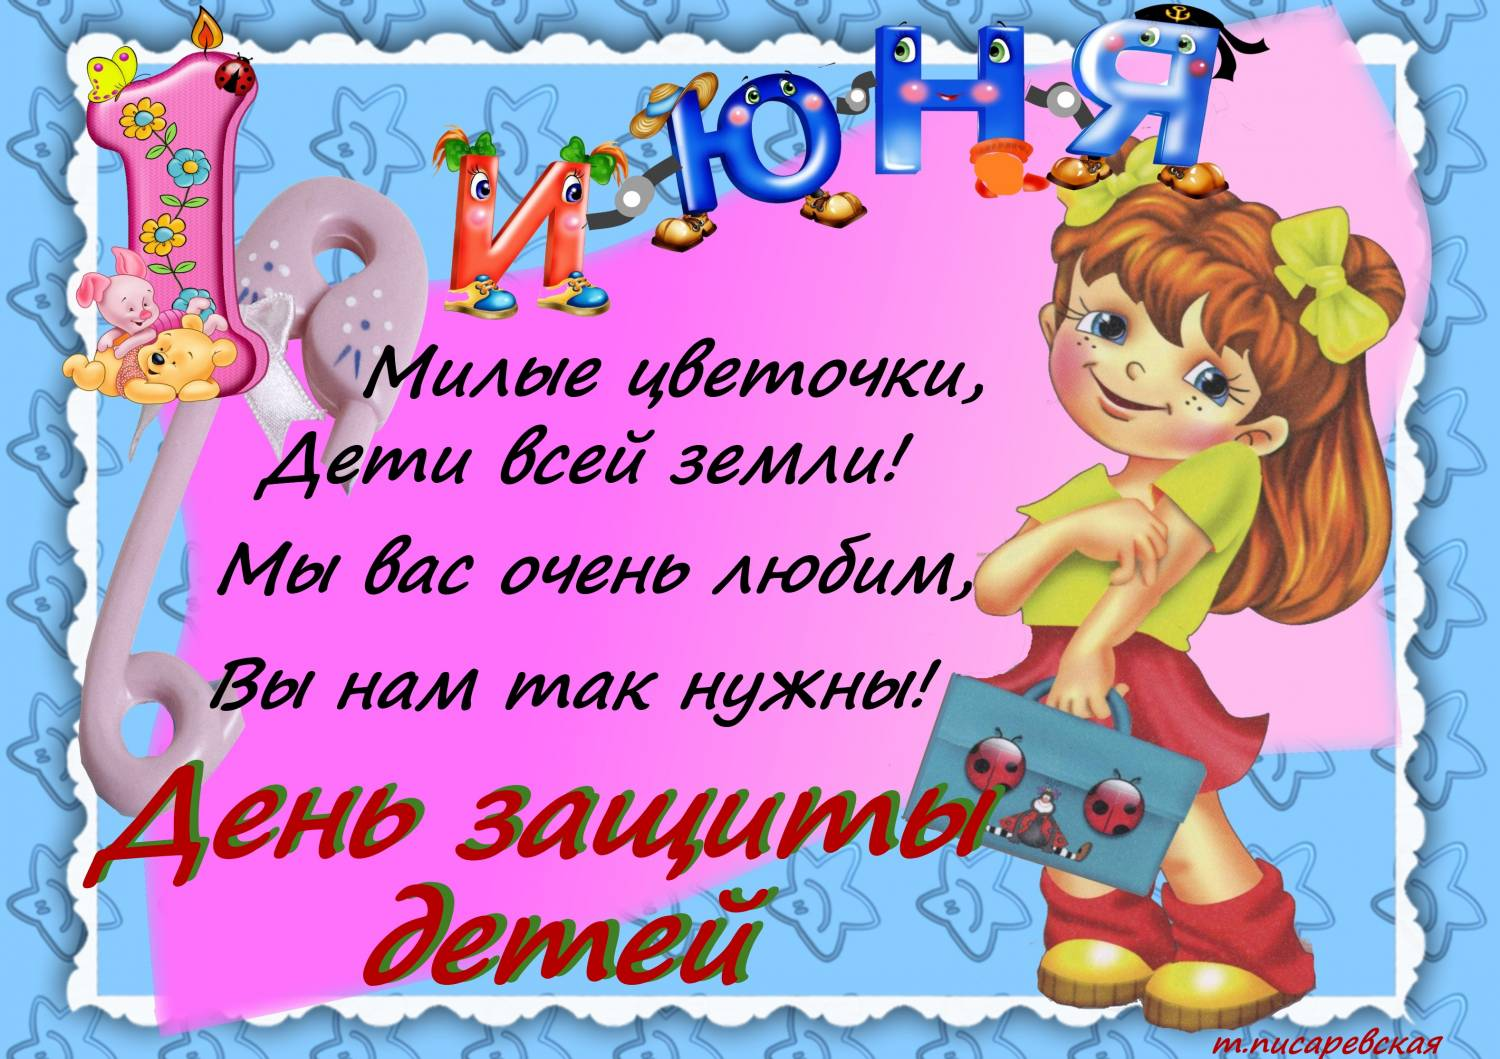 1 ИЮНЯ
Милые цветочки,
Дети всей земли!
Мы вас очень любим,
Вы нам так нужны!
День защиты
детей
т.писаревская